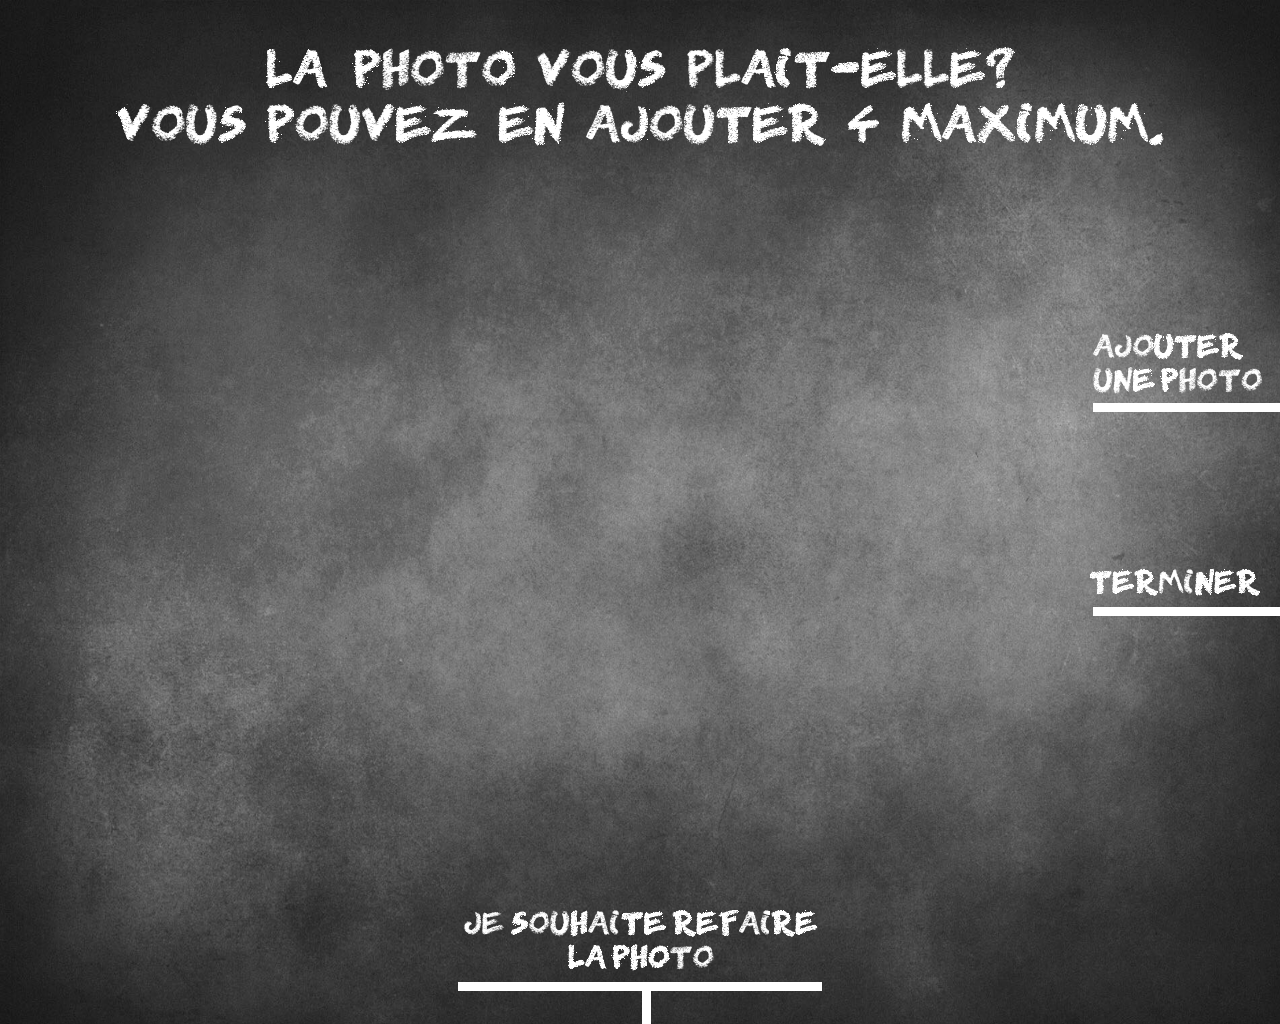 LA PHOTO VOUS PLAiT-ELLE?
VOUS POUVEZ EN AJOUTER 4 MAXiMUM.
AJOUTER
UNE PHOTO
TERMiNER
JE SOUHAiTE REFAiRE
LA PHOTO